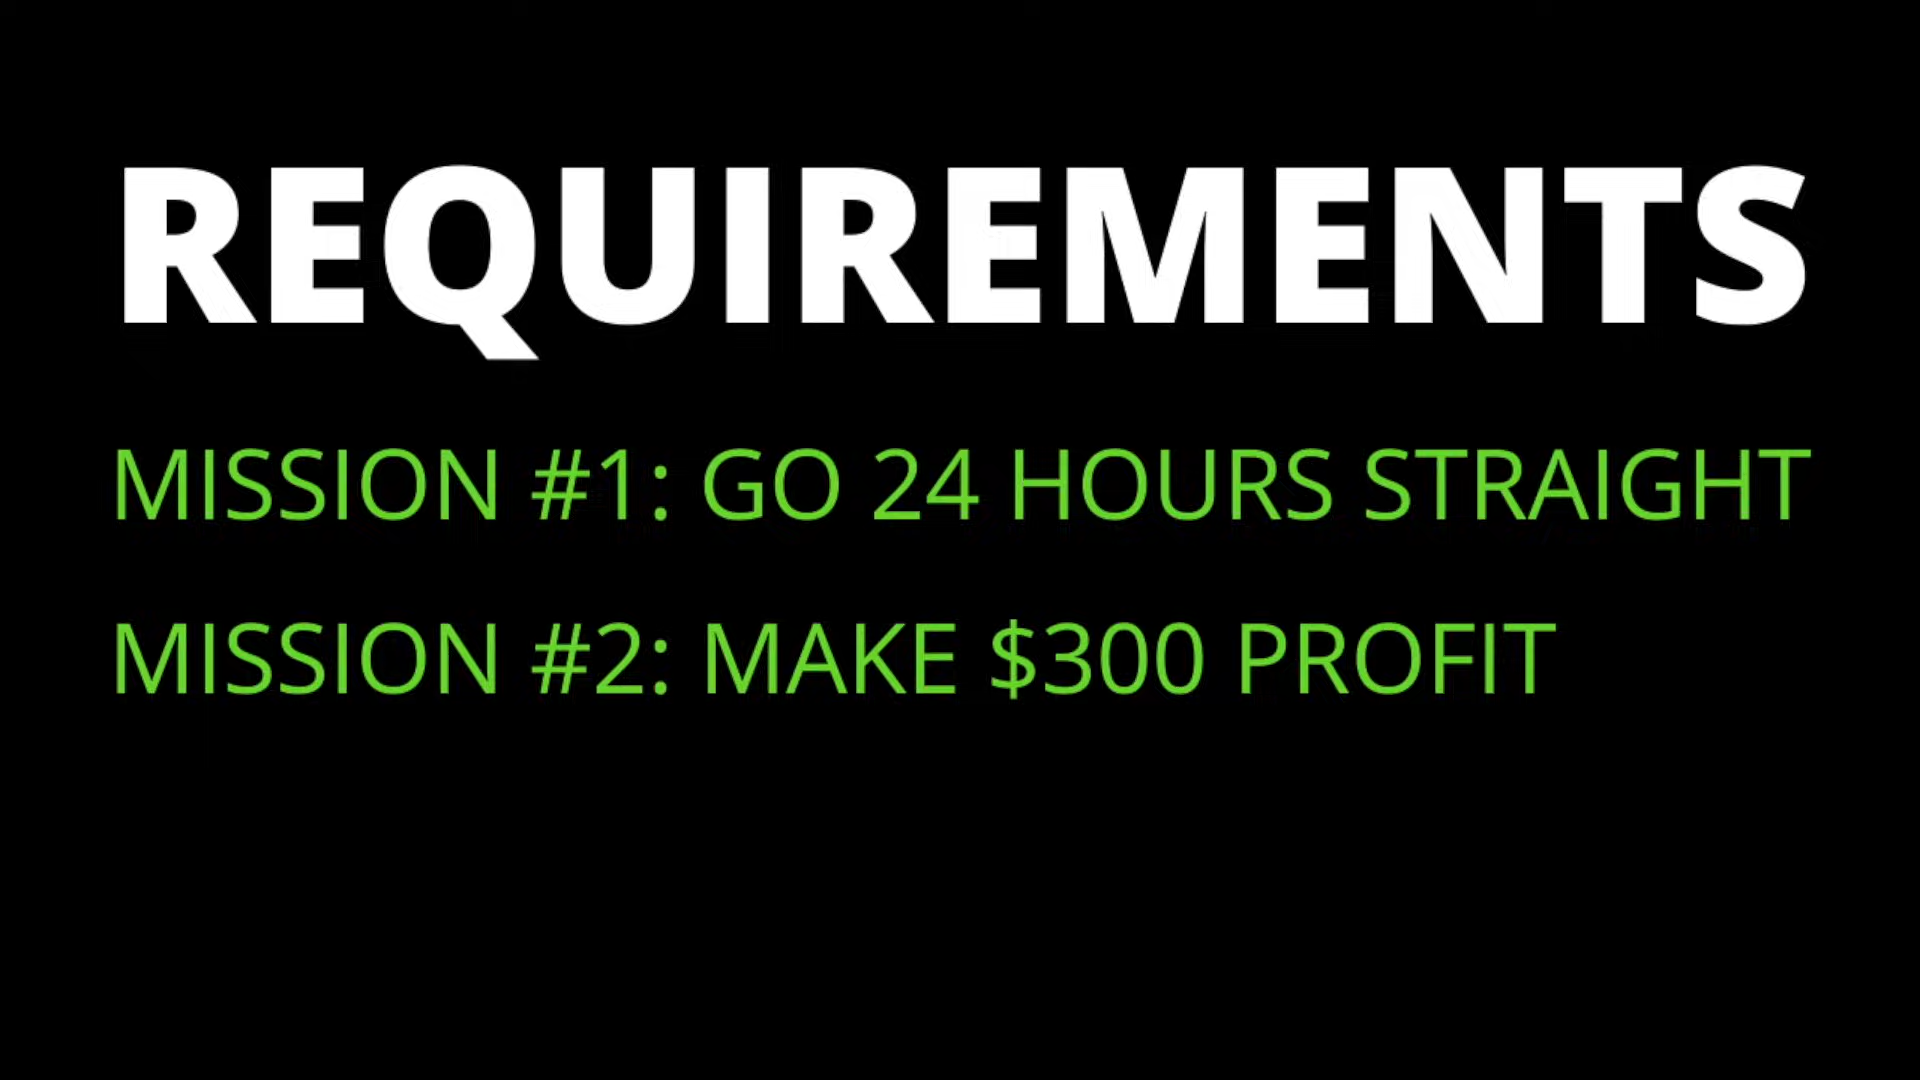 REQUIREMENTS
MISSION #1: GO 24 HOURS STRAIGHT
MISSION #2: MAKE $300 PROFIT